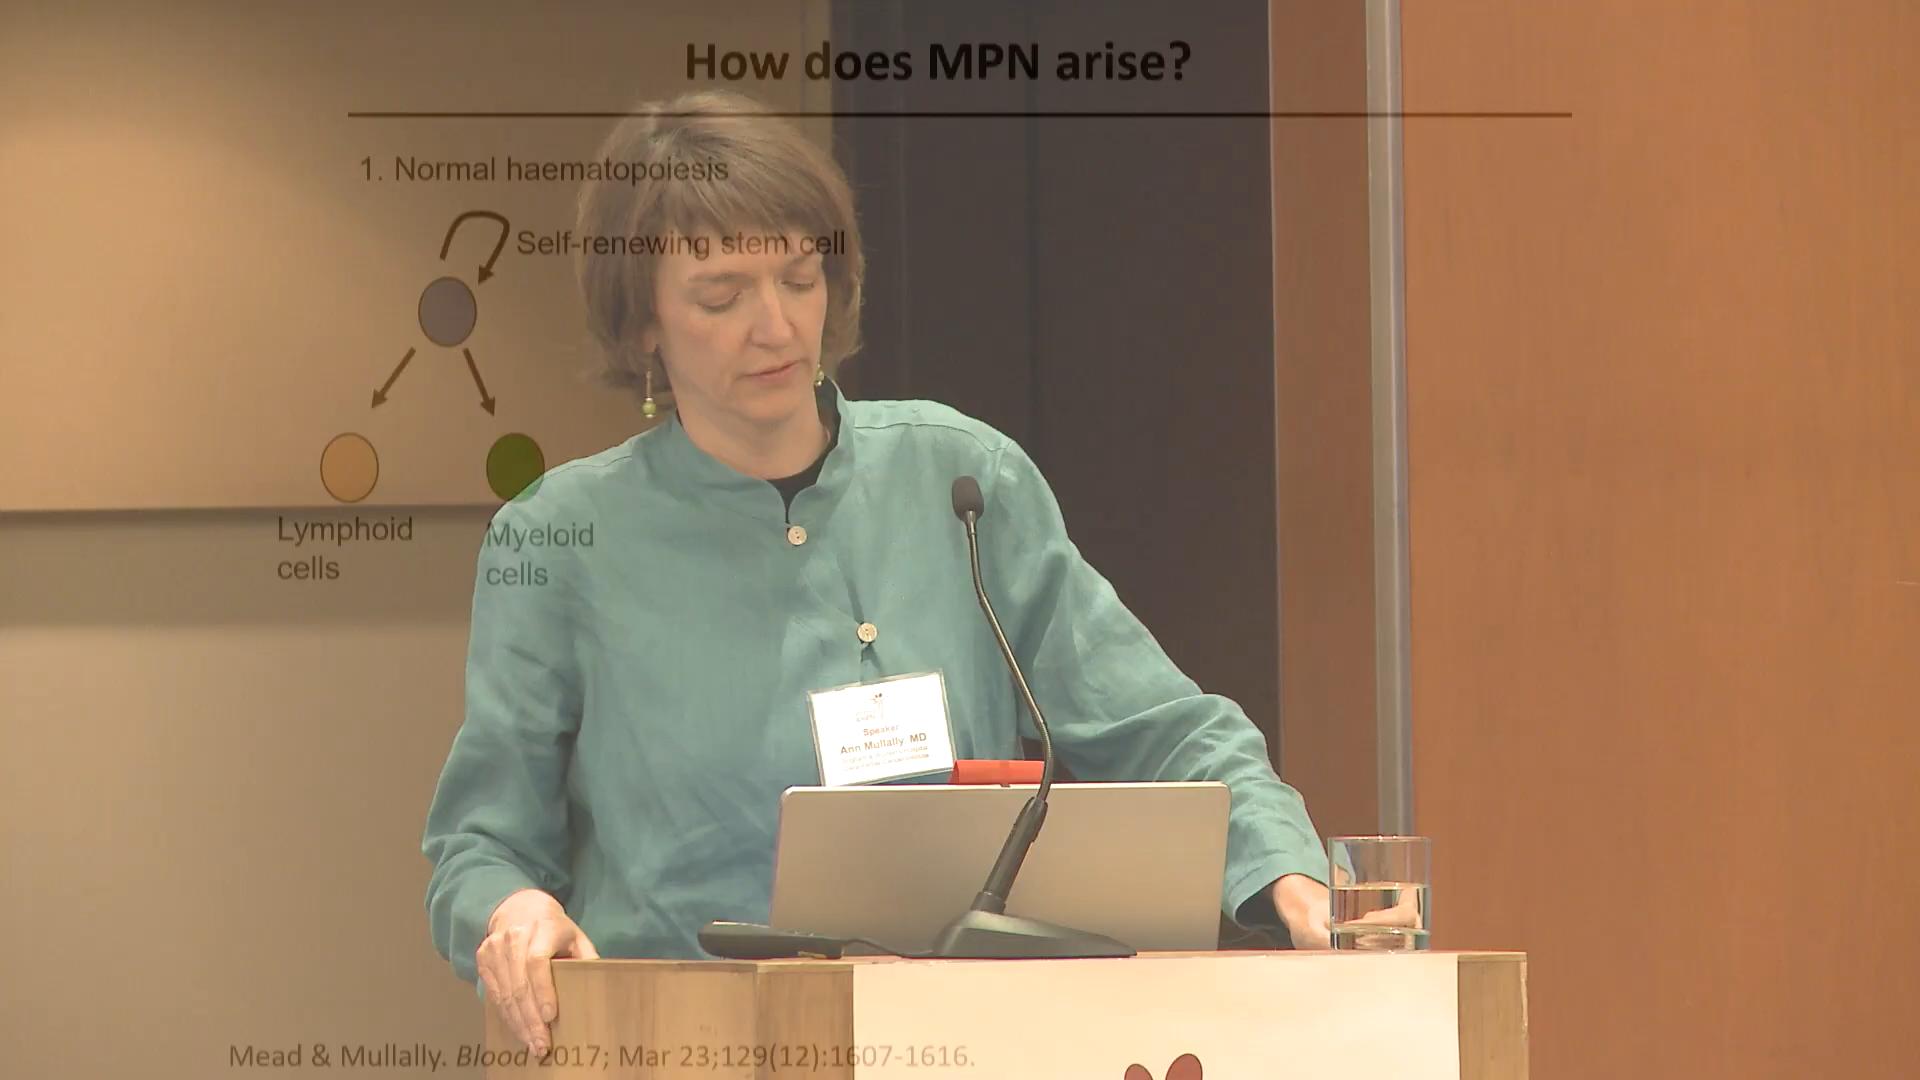 How does MPN arise?
1. Normal haematopoiesis
Self-renewing stem cell
Lymphoid
cells
Myeloid
cells
Speaker
Ann Mullally, MD
Mead & Mullally. Blood 2017; Mar 23;129(12):1607-1616.